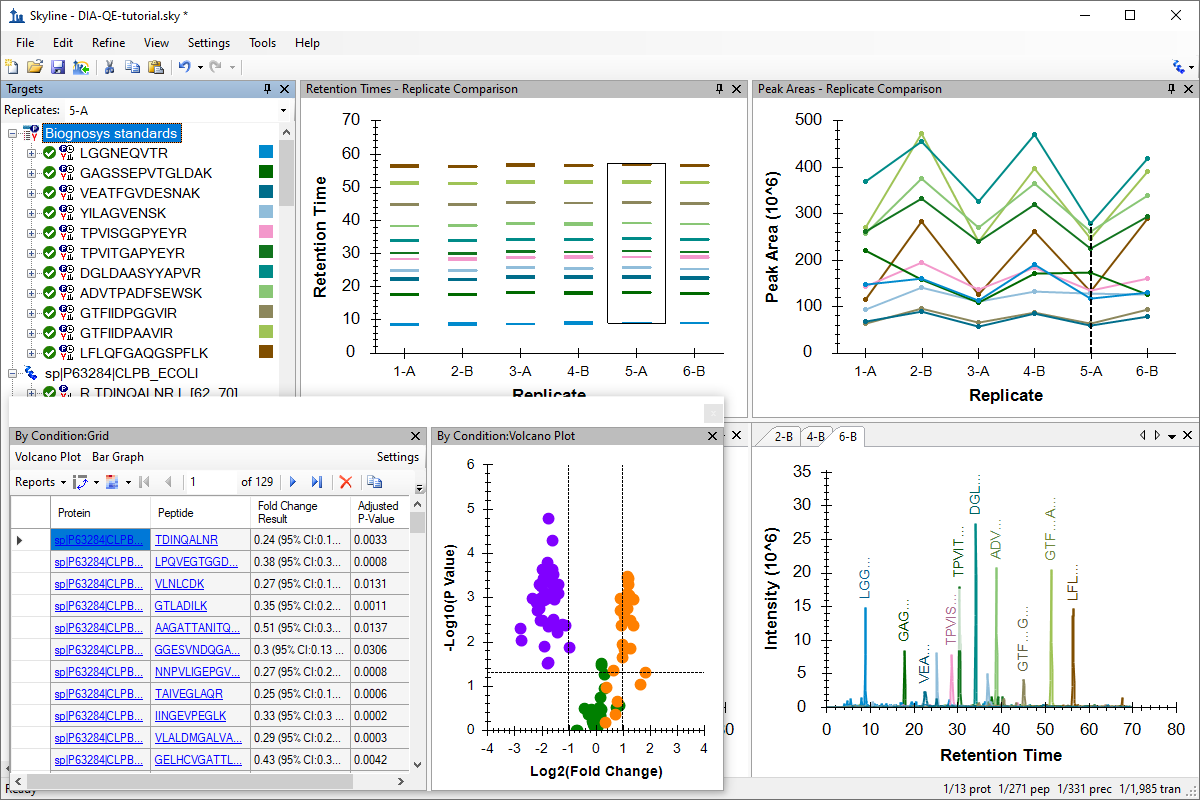 Skyline - DIA-QE-tutorial.sky *
File Edit Refine View Settings Tools Help
Targets
Replicates: 5-A
Biognosys standards
LGGNEQVTR
GAGSSEPVTGLDAK
VEATFGVDESNAK
YILAGVENSK
TPVISGGPYEYR
TPVITGAPYEYR
DGLDAASYYAPVR
ADVTPADFSEWSK
GTFIIDPGGVIR
GTFIIDPAAVIR
LFLQFGAQGSPFLK
sp|P63284|CLPB_ECOLI
R.TDINQALNR.L [62, 70]
Retention Times - Replicate Comparison
Retention Time
70
60
50
40
30
20
10
0
1-A 2-B 3-A 4-B 5-A 6-B
Replicate
Peak Areas - Replicate Comparison
Peak Area (10^6)
500
400
300
200
100
0
1-A 2-B 3-A 4-B 5-A 6-B
Replicate
By Condition:Grid
Volcano Plot Bar Graph Settings
Reports 1 of 129
Protein Peptide Fold Change Result Adjusted P-Value
sp|P63284|CLPB... TDINQALNR 0.24 (95% CI:0.1... 0.0033
sp|P63284|CLPB... LPQVEGTGGD... 0.38 (95% CI:0.3... 0.0008
sp|P63284|CLPB... VLNLCDK 0.27 (95% CI:0.1... 0.0131
sp|P63284|CLPB... GTLADILK 0.35 (95% CI:0.2... 0.0011
sp|P63284|CLPB... AAGATTANITQ... 0.51 (95% CI:0.3... 0.0137
sp|P63284|CLPB... GGESVNDQGA... 0.3 (95% CI:0.13 ... 0.0306
sp|P63284|CLPB... NNPVLIGEPGV... 0.27 (95% CI:0.2... 0.0008
sp|P63284|CLPB... TAIVEGLAQR 0.25 (95% CI:0.1... 0.0006
sp|P63284|CLPB... IINGEVPEGLK 0.33 (95% CI:0.3... 0.0002
sp|P63284|CLPB... VLALDMGALVA... 0.29 (95% CI:0.2... 0.0003
sp|P63284|CLPB... GELHCVGATTL... 0.43 (95% CI:0.3... 0.0042
By Condition:Volcano Plot
-Log10(P Value)
6
5
4
3
2
1
0
-4 -3 -2 -1 0 1 2 3 4
Log2(Fold Change)
80
2-B 4-B 6-B
Intensity (10^6)
35
30
25
20
15
10
5
0
LGG...
GAG...
VEA...
TPVIS...
TPVIT...
DGL...
ADV...
GTF...G...
GTF...A...
LFL...
0 10 20 30 40 50 60 70 80
Retention Time
Ready
1/13 prot 1/271 pep 1/331 prec 1/1,985 tran